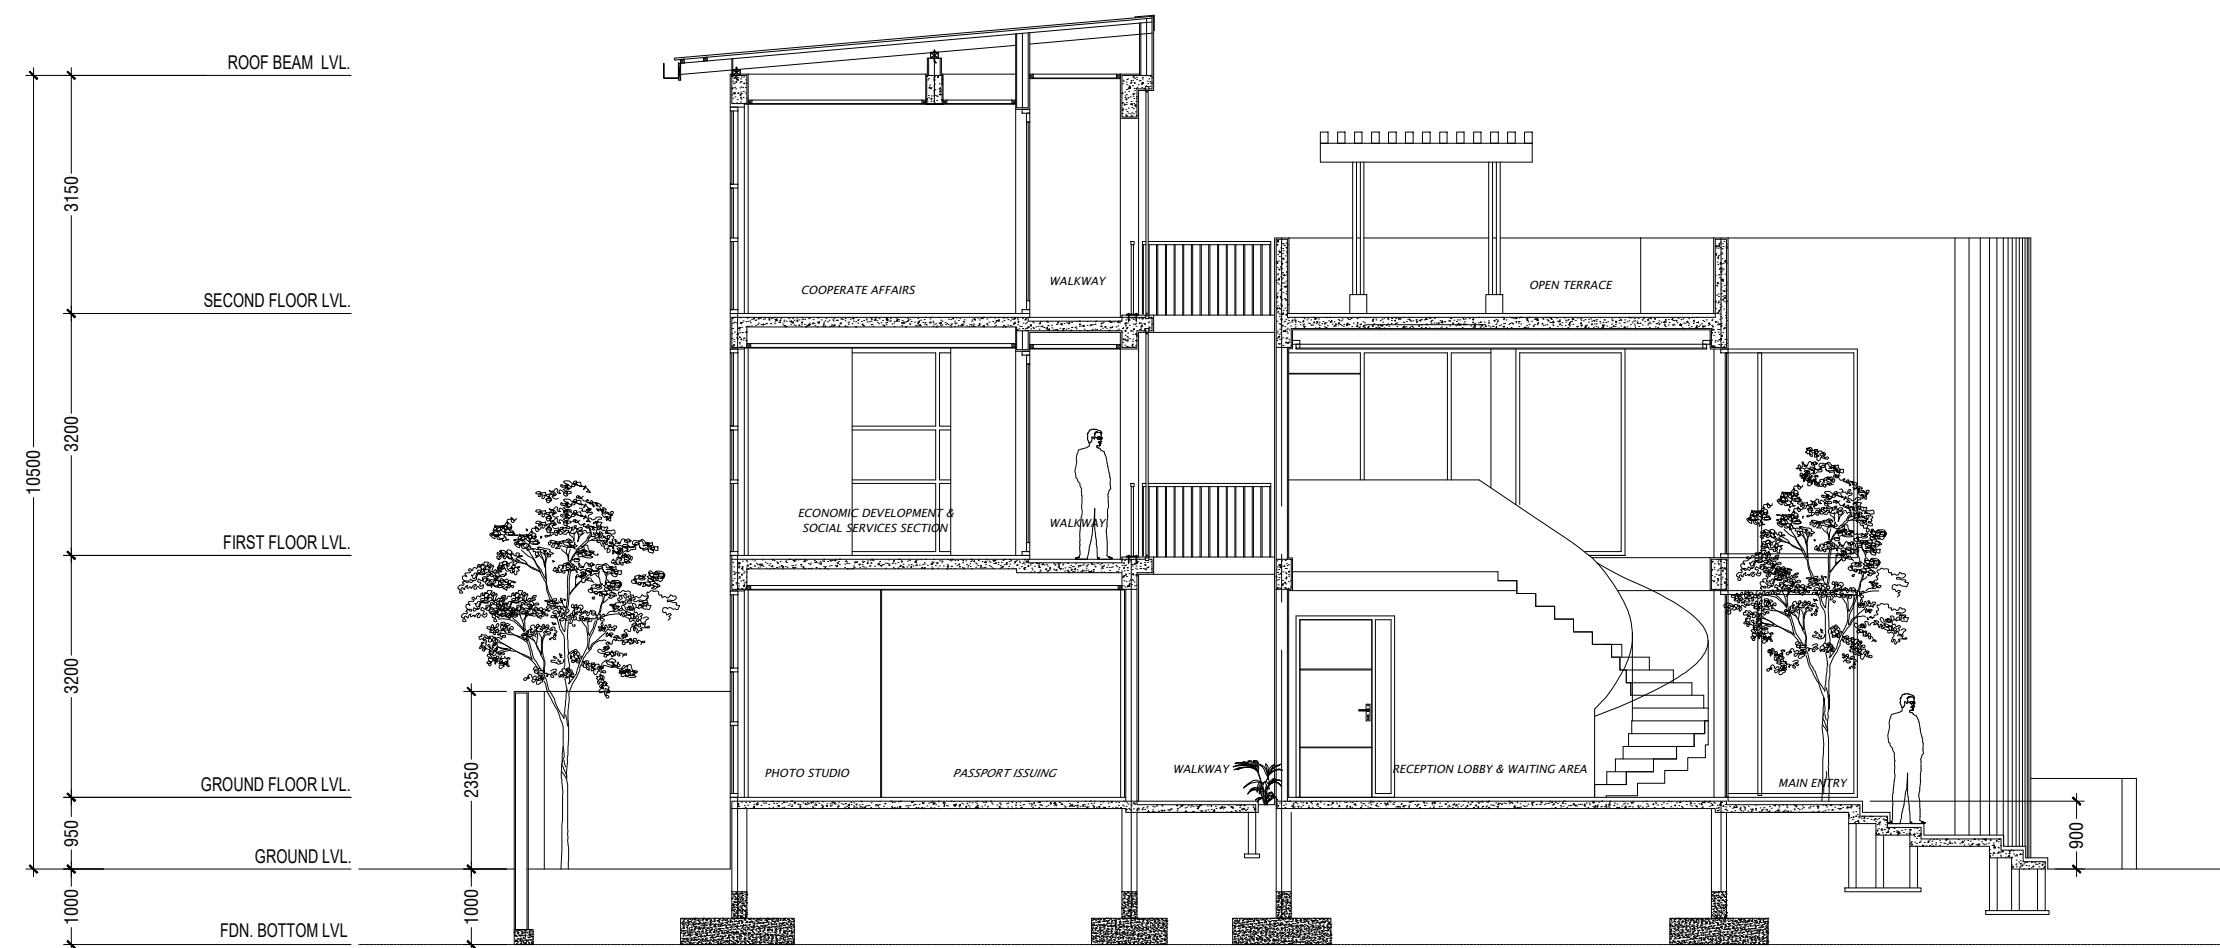 ROOF BEAM LVL.
3150
COOPERATE AFFAIRS
WALKWAY
OPEN TERRACE
SECOND FLOOR LVL.
3200
10500
ECONOMIC DEVELOPMENT &
SOCIAL SERVICES SECTION
WALKWAY
FIRST FLOOR LVL.
3200
2350
PHOTO STUDIO
PASSPORT ISSUING
WALKWAY
RECEPTION LOBBY & WAITING AREA
MAIN ENTRY
GROUND FLOOR LVL.
950
900
GROUND LVL.
1000
1000
FDN. BOTTOM LVL